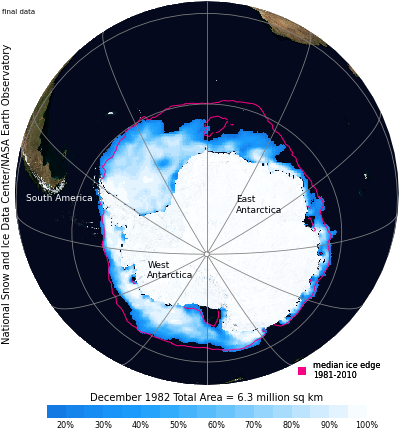 final data
National Snow and Ice Data Center/NASA Earth Observatory
South America
East
Antarctica
West
Antarctica
median ice edge
1981-2010
December 1982 Total Area = 6.3 million sq km
20% 30% 40% 50% 60% 70% 80% 90% 100%